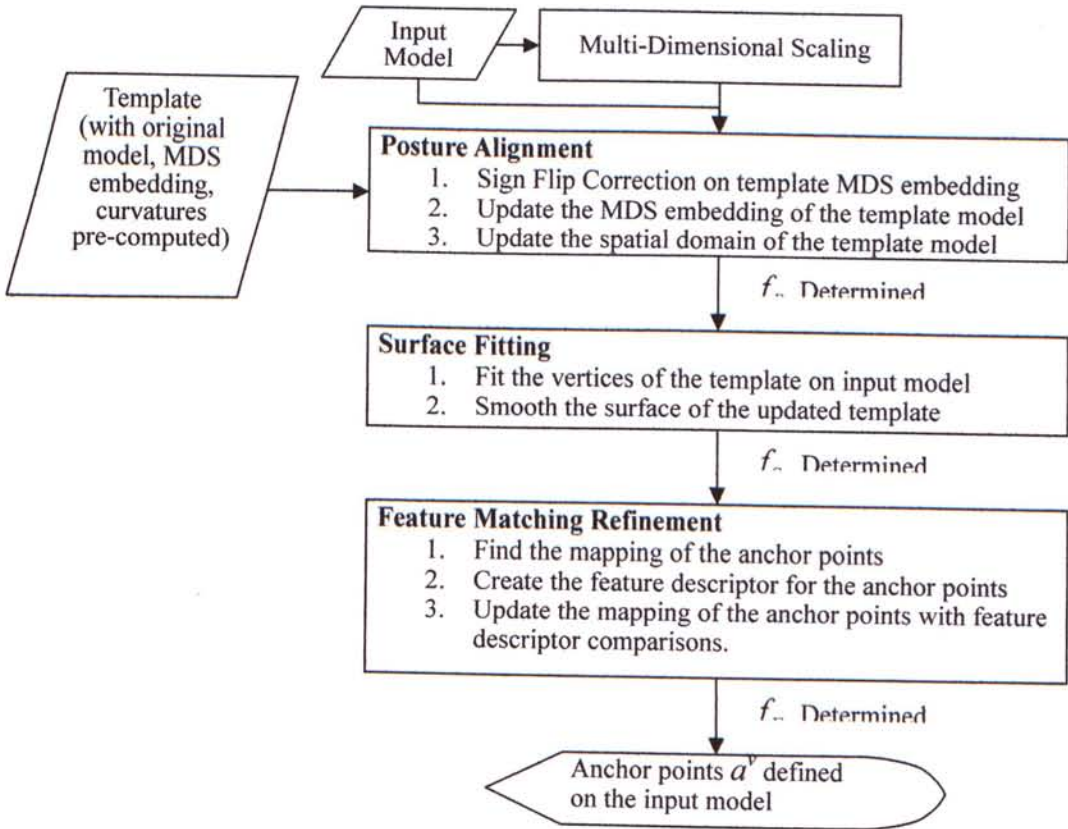 Input
Model
Multi-Dimensional Scaling
Template
(with original
model, MDS
embedding,
curvatures
pre-computed)
Posture Alignment
1. Sign Flip Correction on template MDS embedding
2. Update the MDS embedding of the template model
3. Update the spatial domain of the template model
f Determined
Surface Fitting
1. Fit the vertices of the template on input model
2. Smooth the surface of the updated template
f Determined
Feature Matching Refinement
1. Find the mapping of the anchor points
2. Create the feature descriptor for the anchor points
3. Update the mapping of the anchor points with feature
descriptor comparisons.
f Determined
Anchor points a^v defined
on the input model